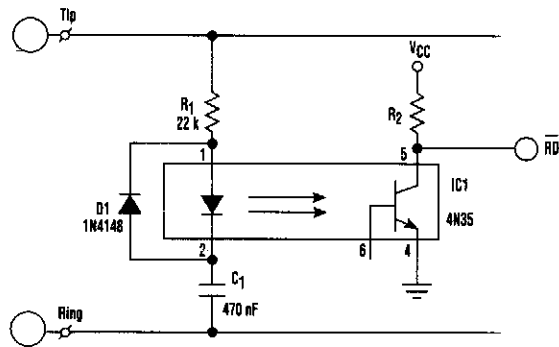 Tip
VCC
R1
22 k
R2
1
5
RD
IC1
D1
1N4148
4N35
2
6
4
C1
470 nF
Ring